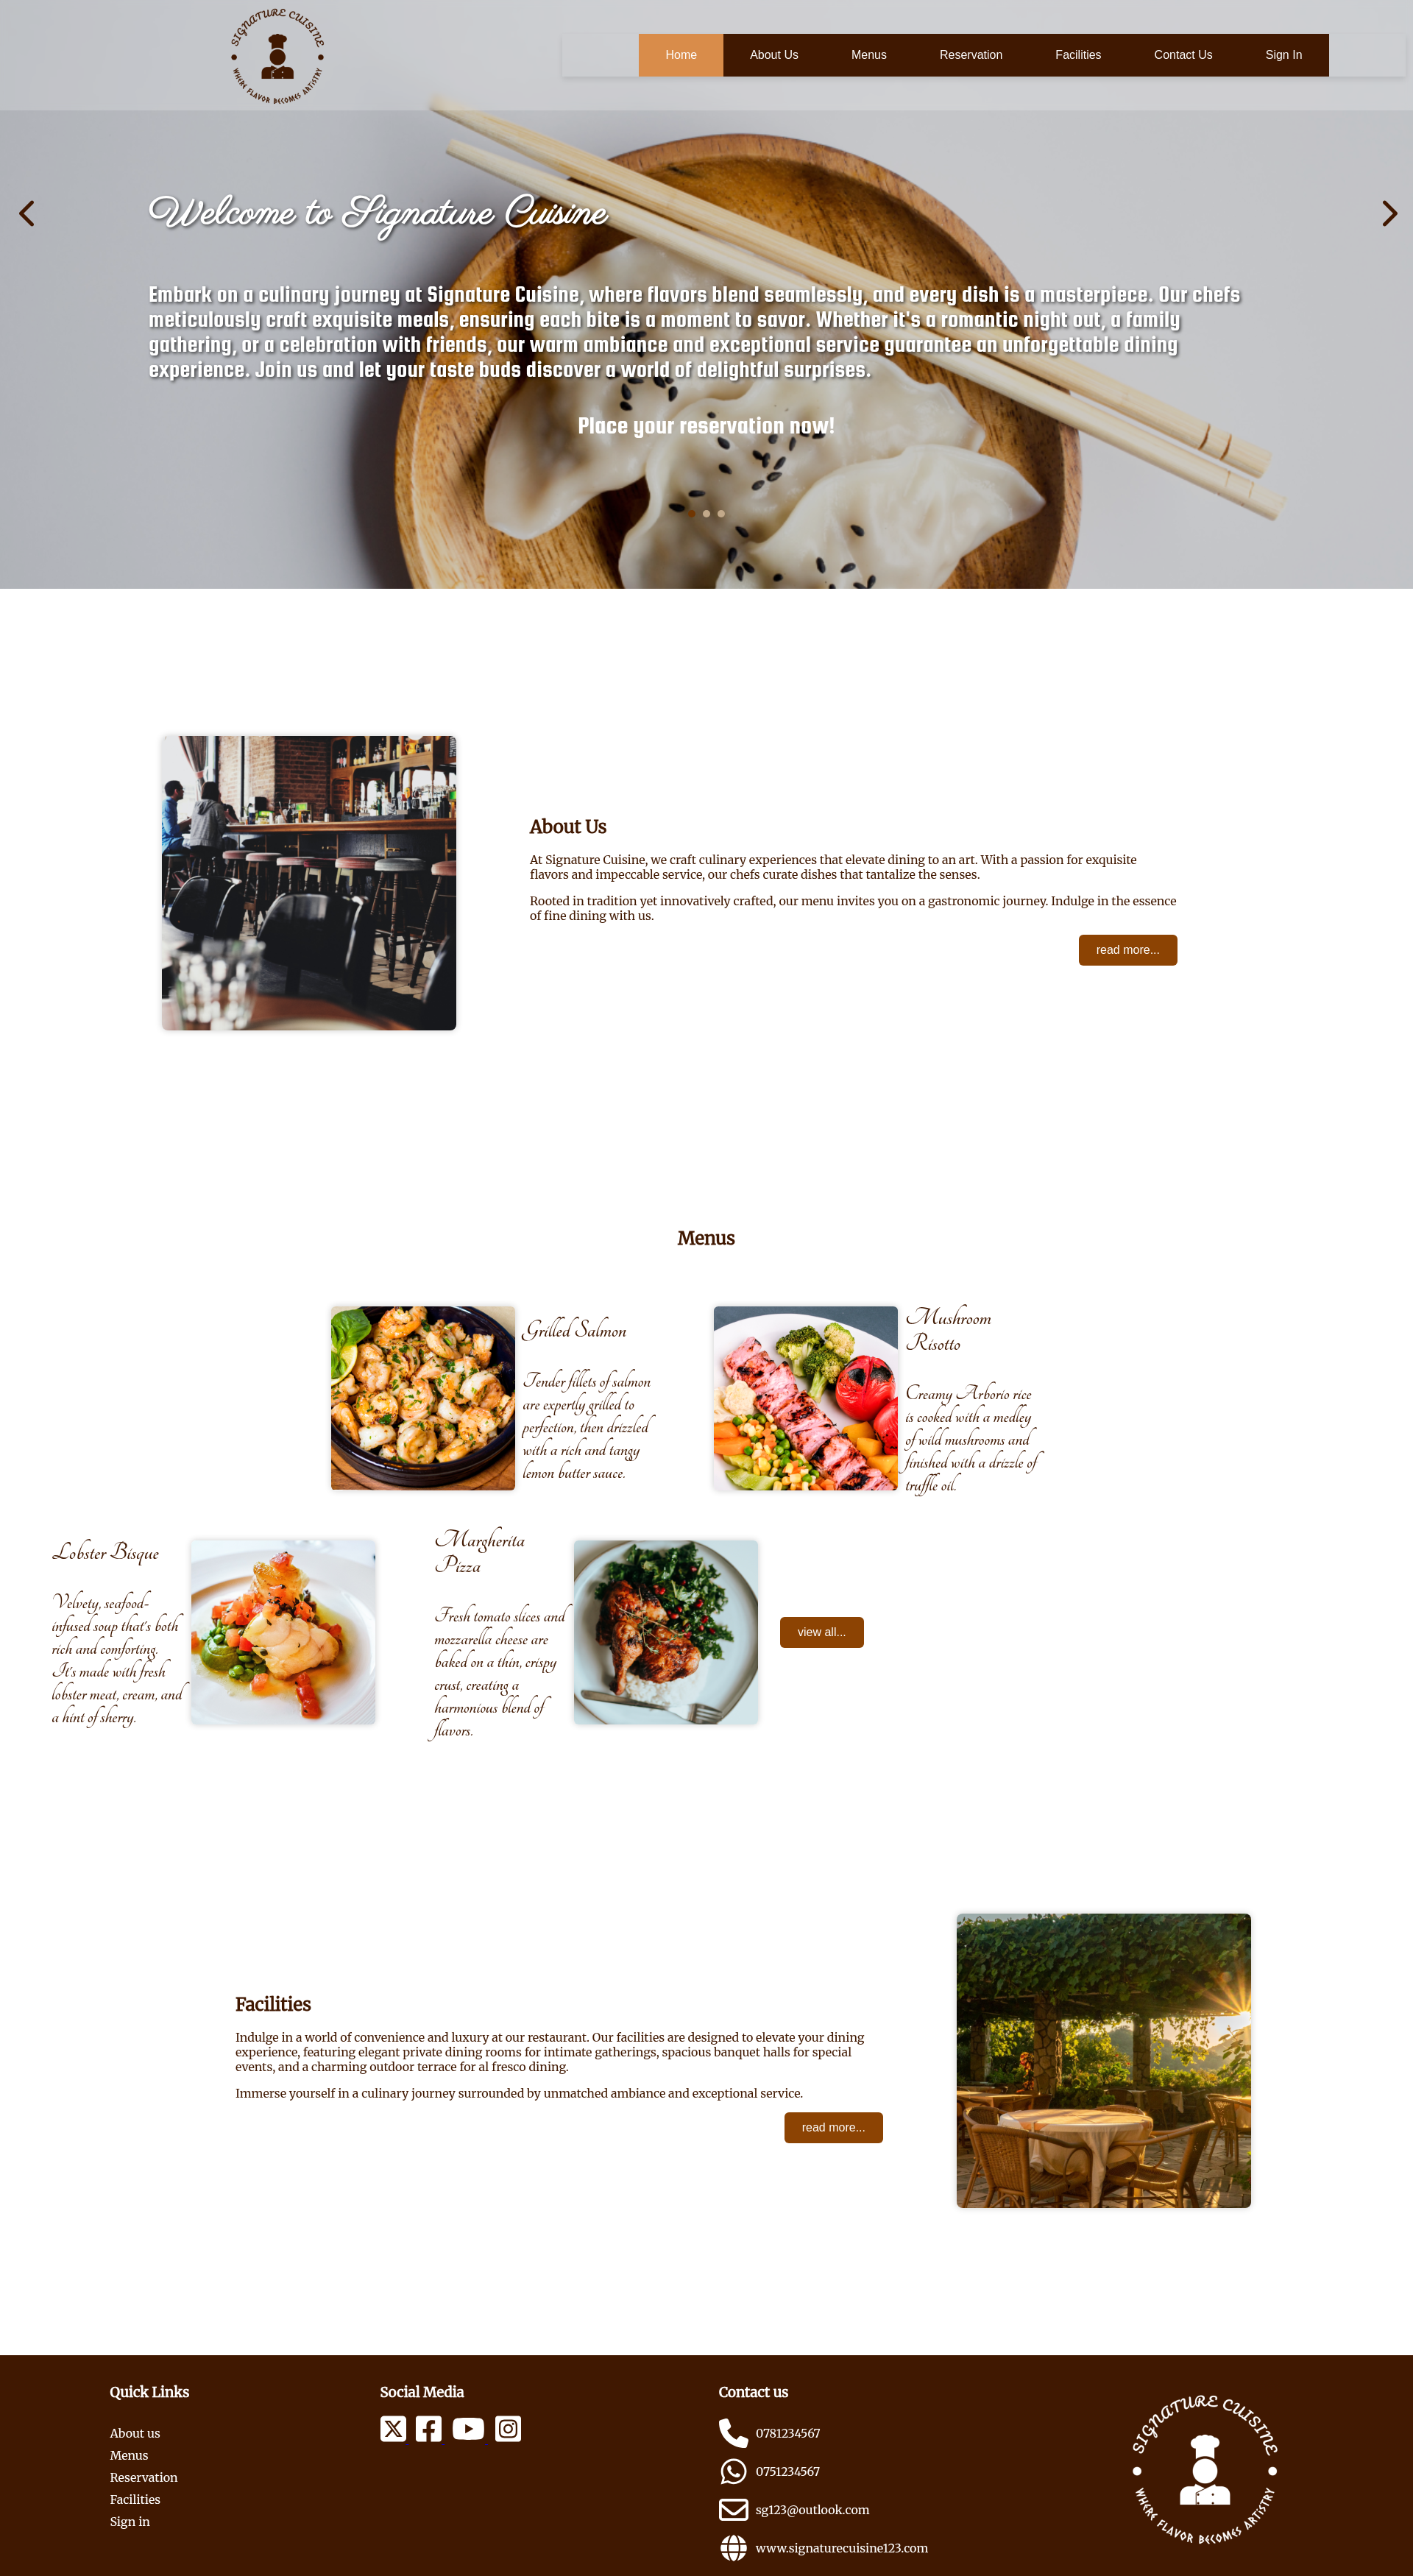 SIGNATURE CUISINE
WHERE FLAVOR BECOMES ARTISTRY
Home
About Us
Menus
Reservation
Facilities
Contact Us
Sign In
Welcome to Signature Cuisine
Embark on a culinary journey at Signature Cuisine, where flavors blend seamlessly, and every dish is a masterpiece. Our chefs
meticulously craft exquisite meals, ensuring each bite is a moment to savor. Whether it's a romantic night out, a family
gathering, or a celebration with friends, our warm ambiance and exceptional service guarantee an unforgettable dining
experience. Join us and let your taste buds discover a world of delightful surprises.
Place your reservation now!
About Us
At Signature Cuisine, we craft culinary experiences that elevate dining to an art. With a passion for exquisite
flavors and impeccable service, our chefs curate dishes that tantalize the senses.
Rooted in tradition yet innovatively crafted, our menu invites you on a gastronomic journey. Indulge in the essence
of fine dining with us.
read more...
Menus
Grilled Salmon
Tender fillets of salmon
are expertly grilled to
perfection, then drizzled
with a rich and tangy
lemon butter sauce.
Mushroom
Risotto
Creamy Arborio rice
is cooked with a medley
of wild mushrooms and
finished with a drizzle of
truffle oil.
Lobster Bisque
Velvety, seafood-
infused soup that's both
rich and comforting.
It's made with fresh
lobster meat, cream, and
a hint of sherry.
Margherita
Pizza
Fresh tomato slices and
mozzarella cheese are
baked on a thin, crispy
crust, creating a
harmonious blend of
flavors.
view all...
Facilities
Indulge in a world of convenience and luxury at our restaurant. Our facilities are designed to elevate your dining
experience, featuring elegant private dining rooms for intimate gatherings, spacious banquet halls for special
events, and a charming outdoor terrace for al fresco dining.
Immerse yourself in a culinary journey surrounded by unmatched ambiance and exceptional service.
read more...
Quick Links
About us
Menus
Reservation
Facilities
Sign in
Social Media
Contact us
0781234567
0751234567
sg123@outlook.com
www.signaturecuisine123.com
SIGNATURE CUISINE
WHERE FLAVOR BECOMES ARTISTRY